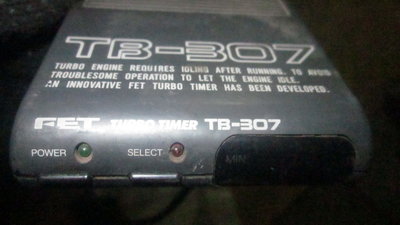 TB-307
TURBO ENGINE REQUIRES IDLING AFTER RUNNING. TO AVOID
TROUBLESOME OPERATION TO LET THE ENGINE IDLE.
AN INNOVATIVE FET TURBO TIMER HAS BEEN DEVELOPED.
FET TURBO TIMER TB-307
POWER SELECT MIN